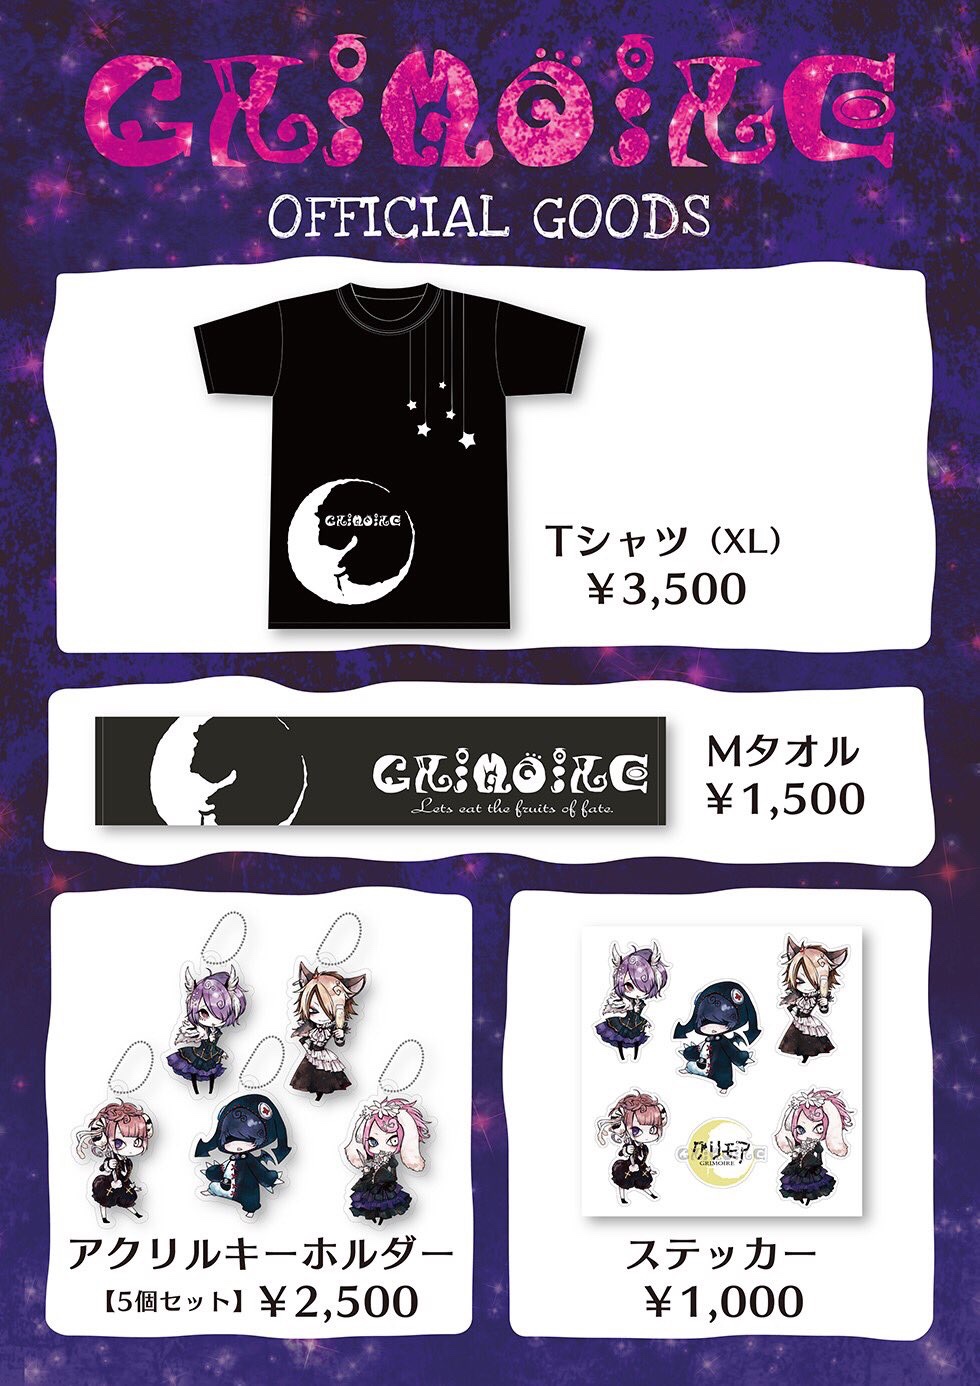 GRIMOIRE
OFFICIAL GOODS
GRIMOIRE
Tシャツ（XL）
￥3,500
GRIMOIRE
Lets eat the fruits of fate.
Mタオル
￥1,500
アクリルキーホルダー
【5個セット】￥2,500
グリモア
GRIMOIRE
ステッカー
￥1,000